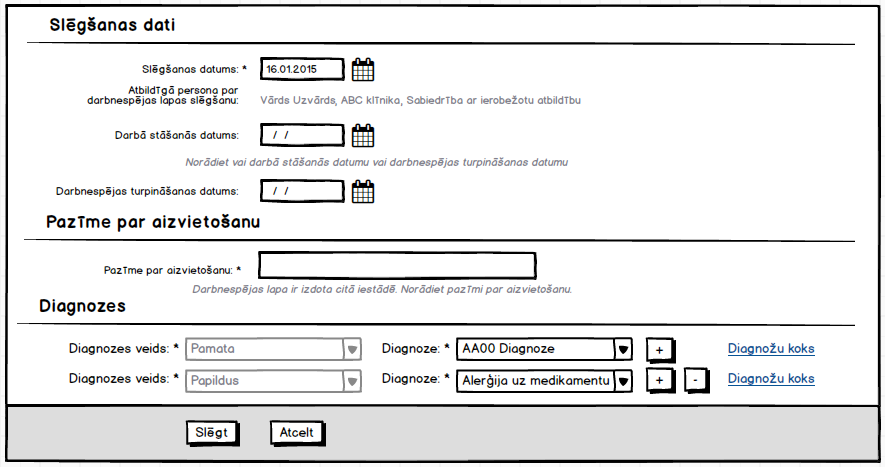 Slēgšanas dati
Slēgšanas datums: * 16.01.2015
Atbildīgā persona par
darbnespējas lapas slēgšanu: Vārds Uzvārds, ABC klīnika, Sabiedrība ar ierobežotu atbildību
Darbā stāšanās datums: / /
Norādiet vai darbā stāšanās datumu vai darbnespējas turpināšanas datumu
Darbnespējas turpināšanas datums: / /
Pazīme par aizvietošanu
Pazīme par aizvietošanu: *
Darbnespējas lapa ir izdota citā iestādē. Norādiet pazīmi par aizvietošanu.
Diagnozes
Diagnozes veids: * Pamata Diagnoze: * AA00 Diagnoze + Diagnožu koks
Diagnozes veids: * Papildus Diagnoze: * Alerģija uz medikamentu + - Diagnožu koks
Slēgt Atcelt